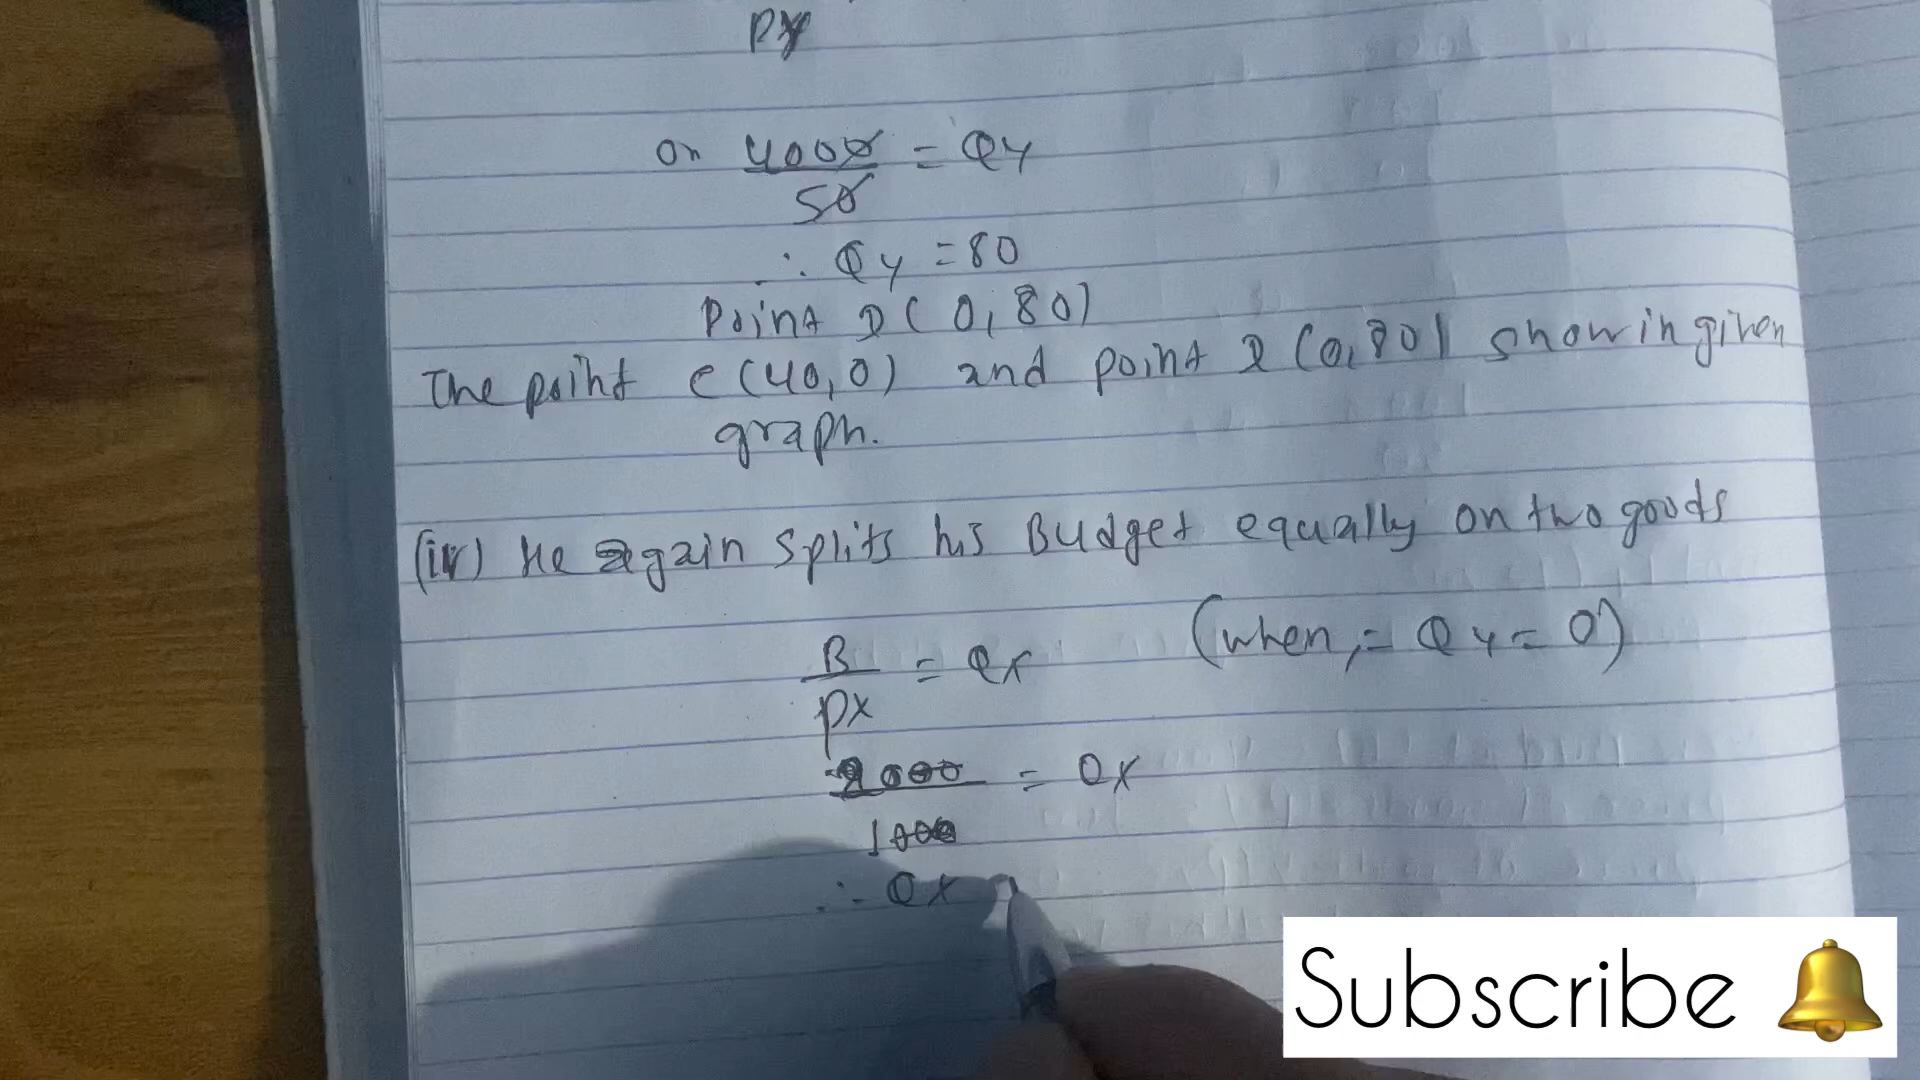 Py
or 4000 = Qy
50
∴ Qy = 80
Point D ( 0, 80)
The point C (40,0) and point D (0,80) show in given
graph.
(iv) He again splits his Budget equally on two goods
B = Qx (when, = Qy = 0)
Px
2000 = Qx
100
∴ Qx
Subscribe